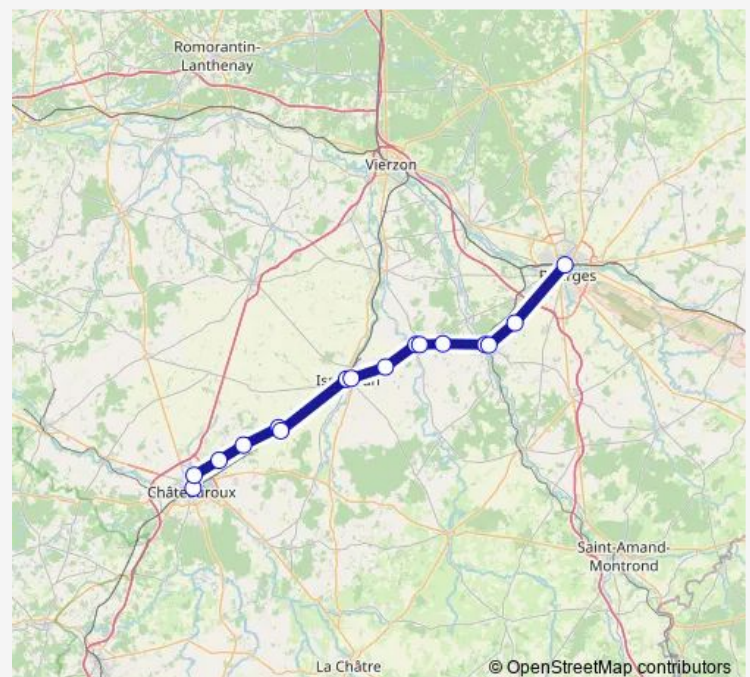 Romorantin-
Lanthenay
Vierzon
Châteauroux
Saint-Amand-
Montrond
La Châtre
© OpenStreetMap contributors